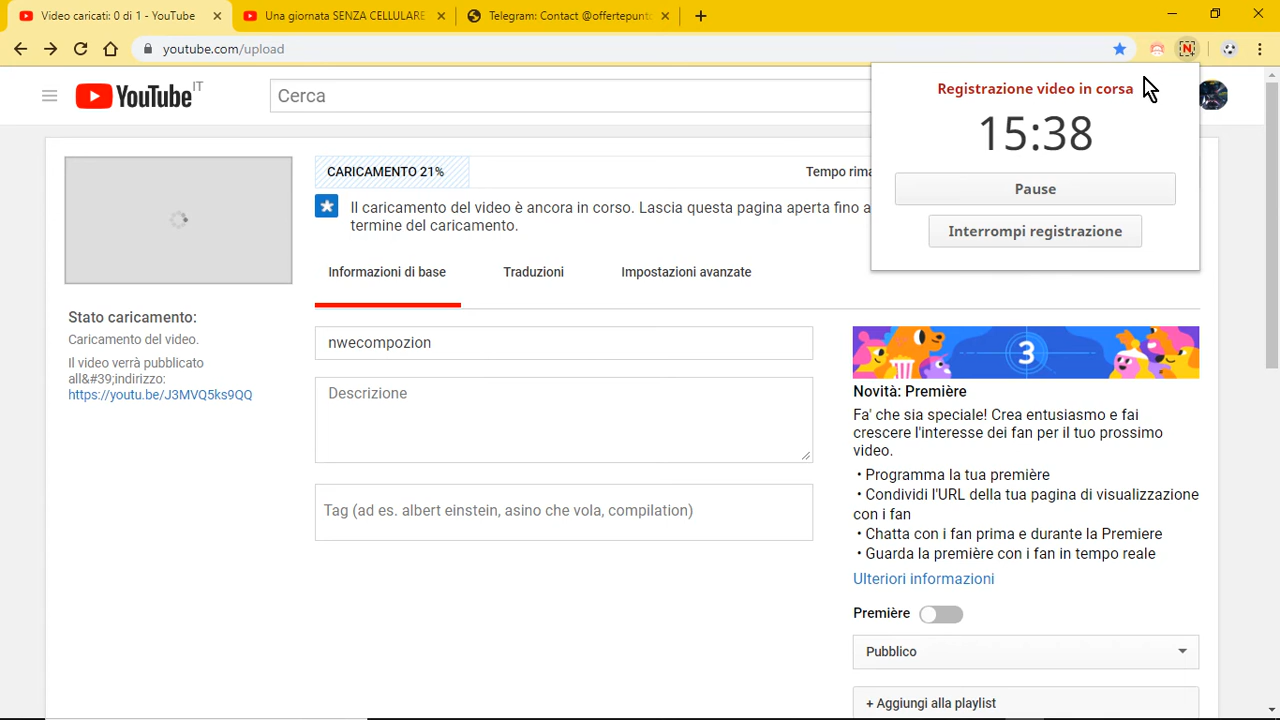 Video caricati: 0 di 1 - YouTube
Una giornata SENZA CELLULARE
Telegram: Contact @offertepunto
youtube.com/upload
N
YouTube IT
Cerca
Registrazione video in corsa
15:38
Pause
Interrompi registrazione
CARICAMENTO 21%
Tempo rima
Il caricamento del video è ancora in corso. Lascia questa pagina aperta fino a
termine del caricamento.
Informazioni di base
Traduzioni
Impostazioni avanzate
Stato caricamento:
Caricamento del video.
Il video verrà pubblicato
all&#39;indirizzo:
https://youtu.be/J3MVQ5ks9QQ
nwecompozion
Descrizione
Tag (ad es. albert einstein, asino che vola, compilation)
3
Novità: Première
Fa' che sia speciale! Crea entusiasmo e fai
crescere l'interesse dei fan per il tuo prossimo
video.
• Programma la tua première
• Condividi l'URL della tua pagina di visualizzazione
con i fan
• Chatta con i fan prima e durante la Premiere
• Guarda la première con i fan in tempo reale
Ulteriori informazioni
Première
Pubblico
+ Aggiungi alla playlist